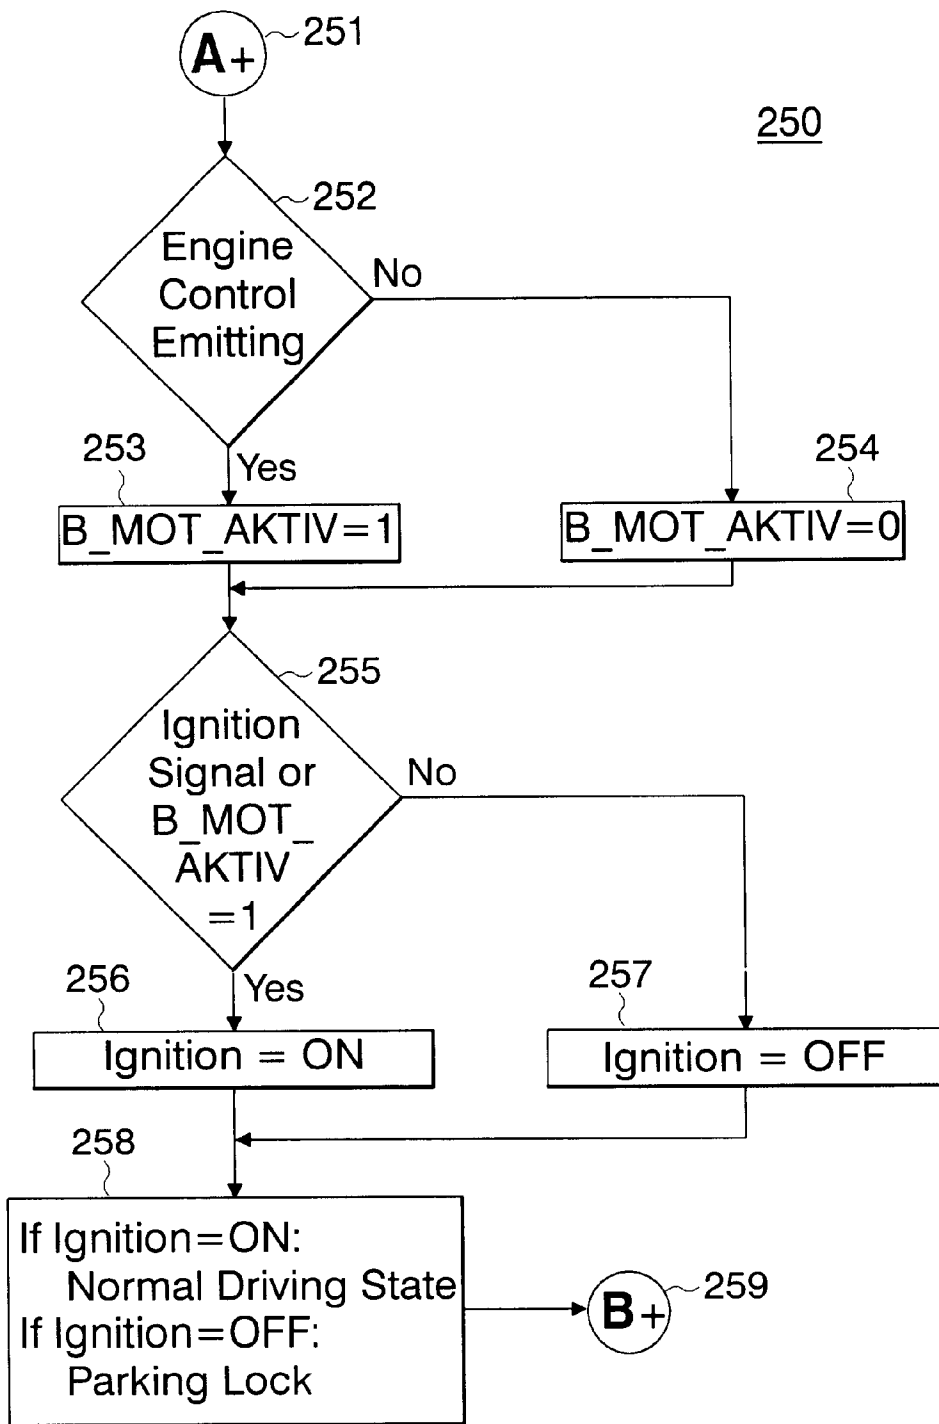 A+
251
250
252
Engine
Control
Emitting
No
253
Yes
254
B_MOT_AKTIV=1
B_MOT_AKTIV=0
255
Ignition
Signal or
B_MOT_
AKTIV
=1
No
256
Yes
257
Ignition = ON
Ignition = OFF
258
If Ignition=ON:
Normal Driving State
If Ignition=OFF:
Parking Lock
B+
259